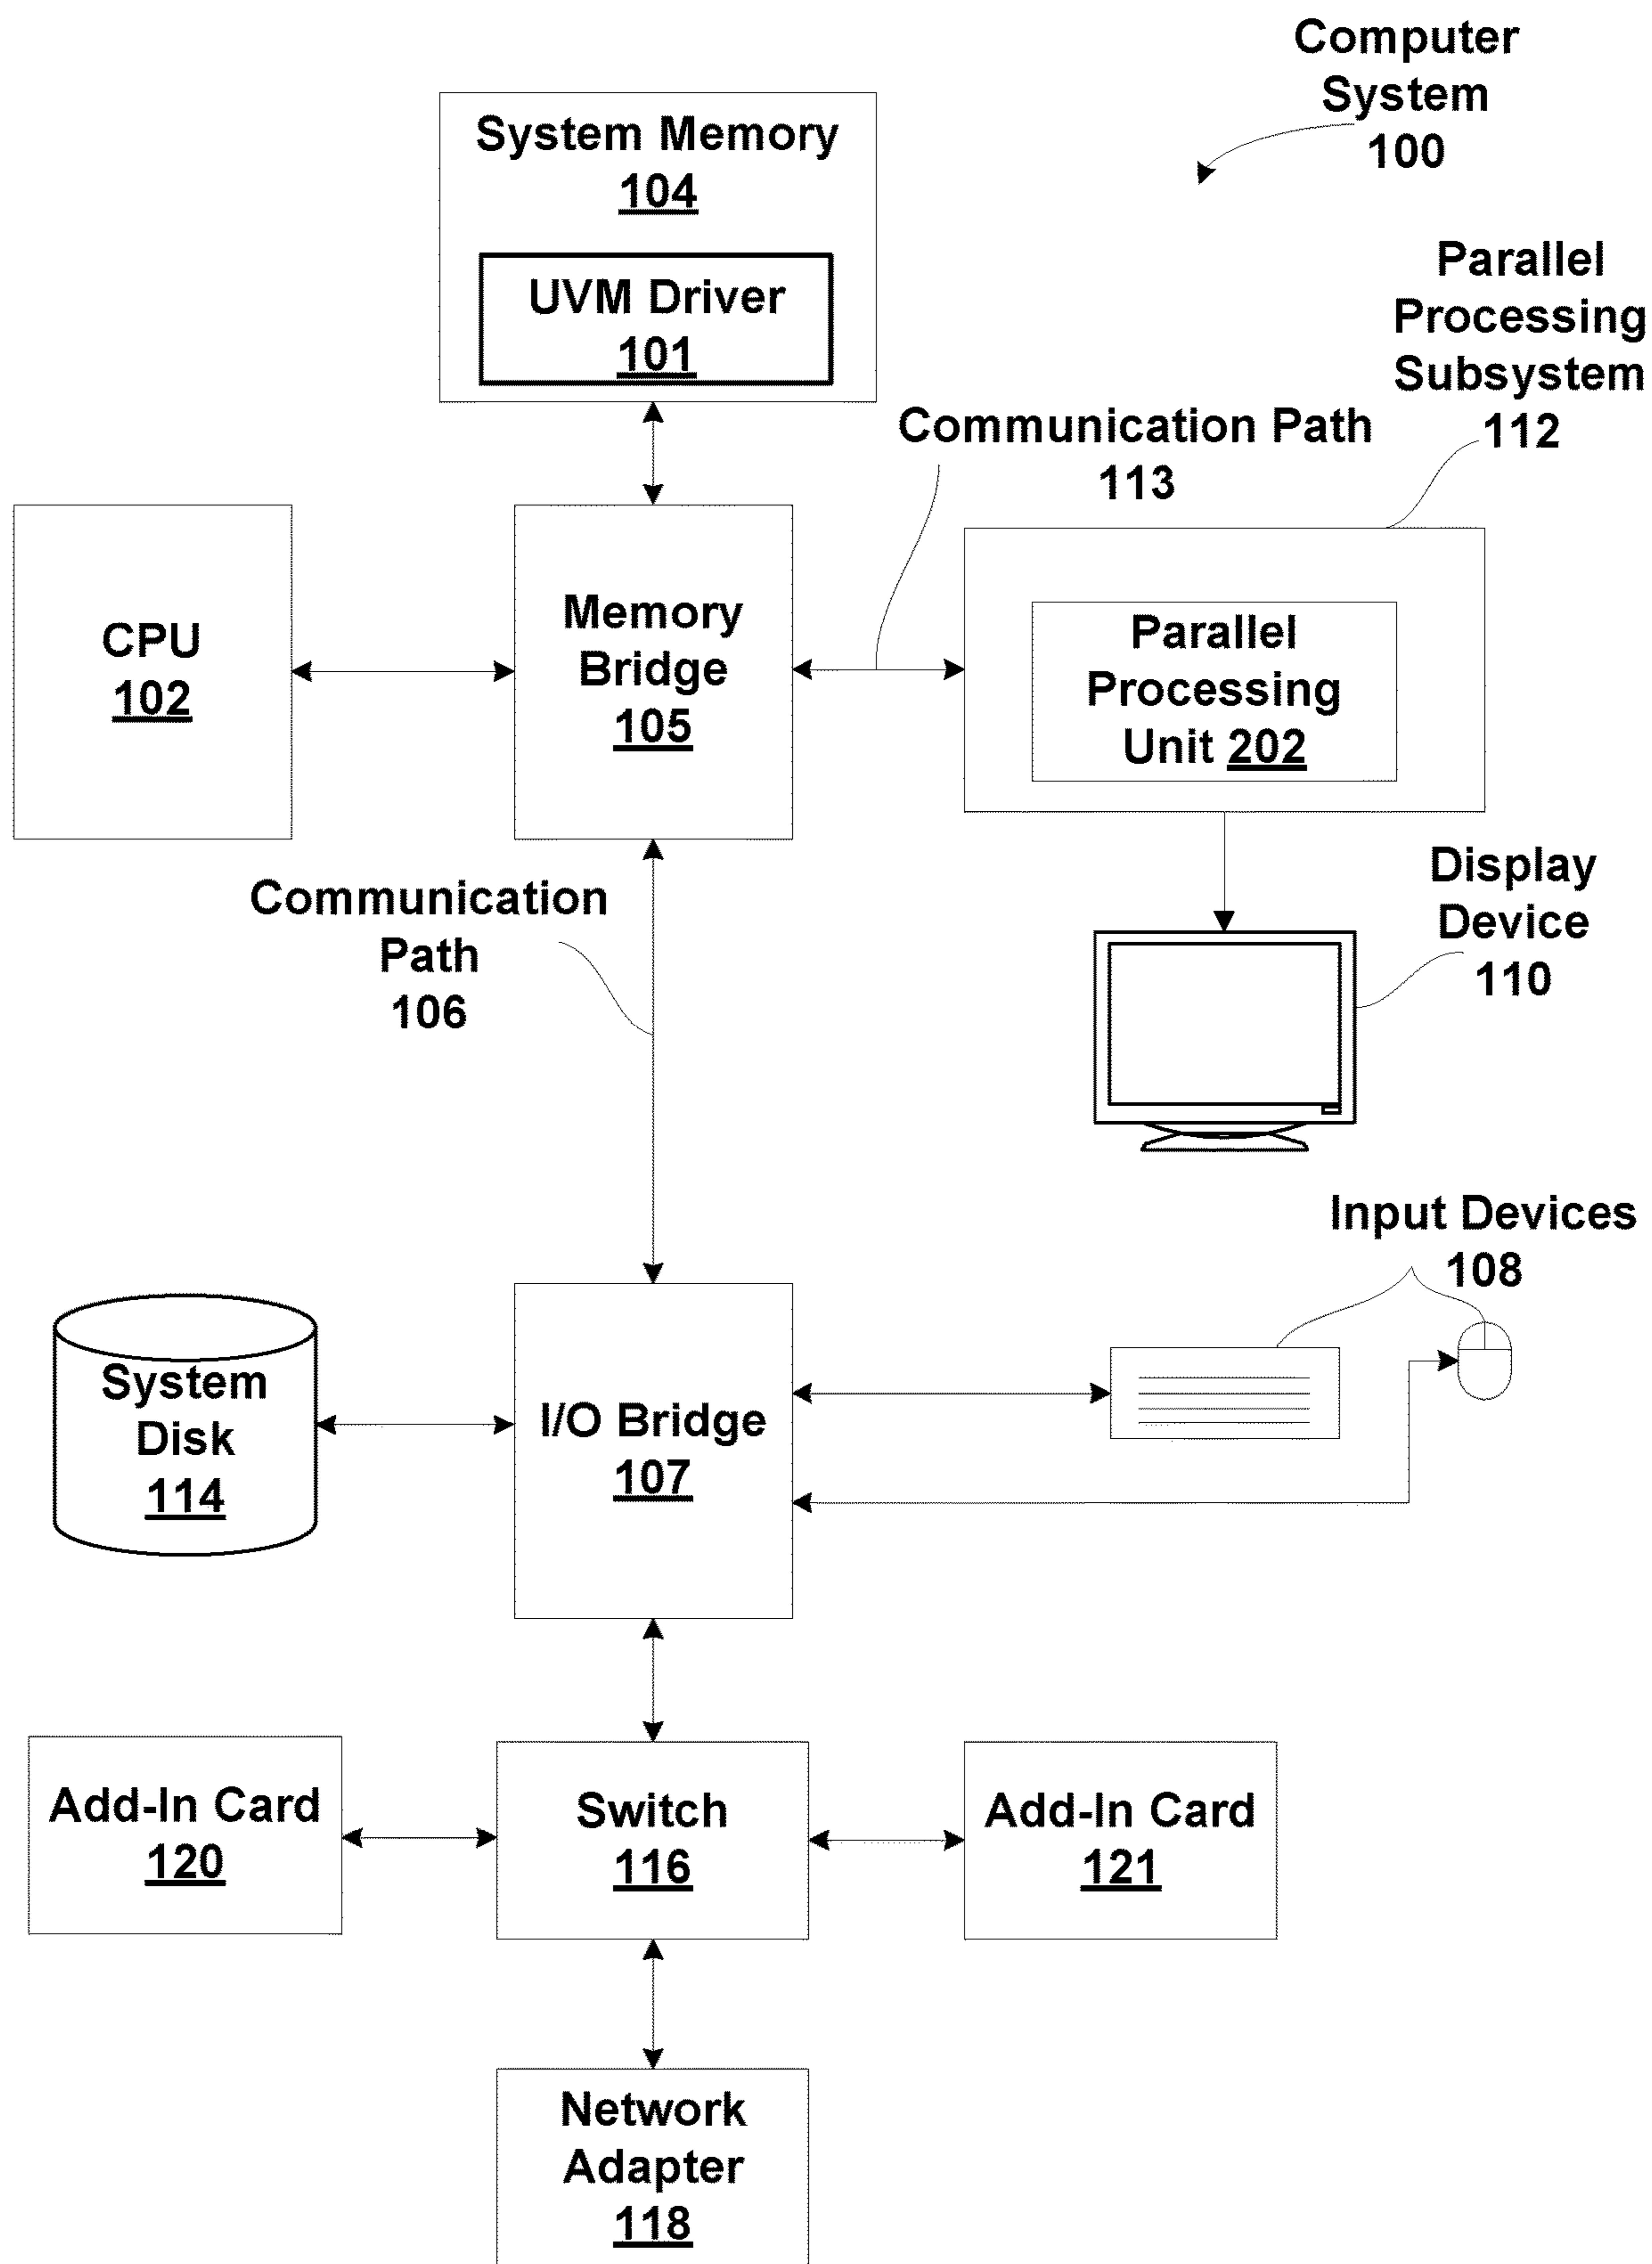 Computer
System
100
System Memory
104
UVM Driver
101
Parallel
Processing
Subsystem
112
Communication Path
113
CPU
102
Memory
Bridge
105
Parallel
Processing
Unit 202
Communication
Path
106
Display
Device
110
Input Devices
108
System
Disk
114
I/O Bridge
107
Add-In Card
120
Switch
116
Add-In Card
121
Network
Adapter
118